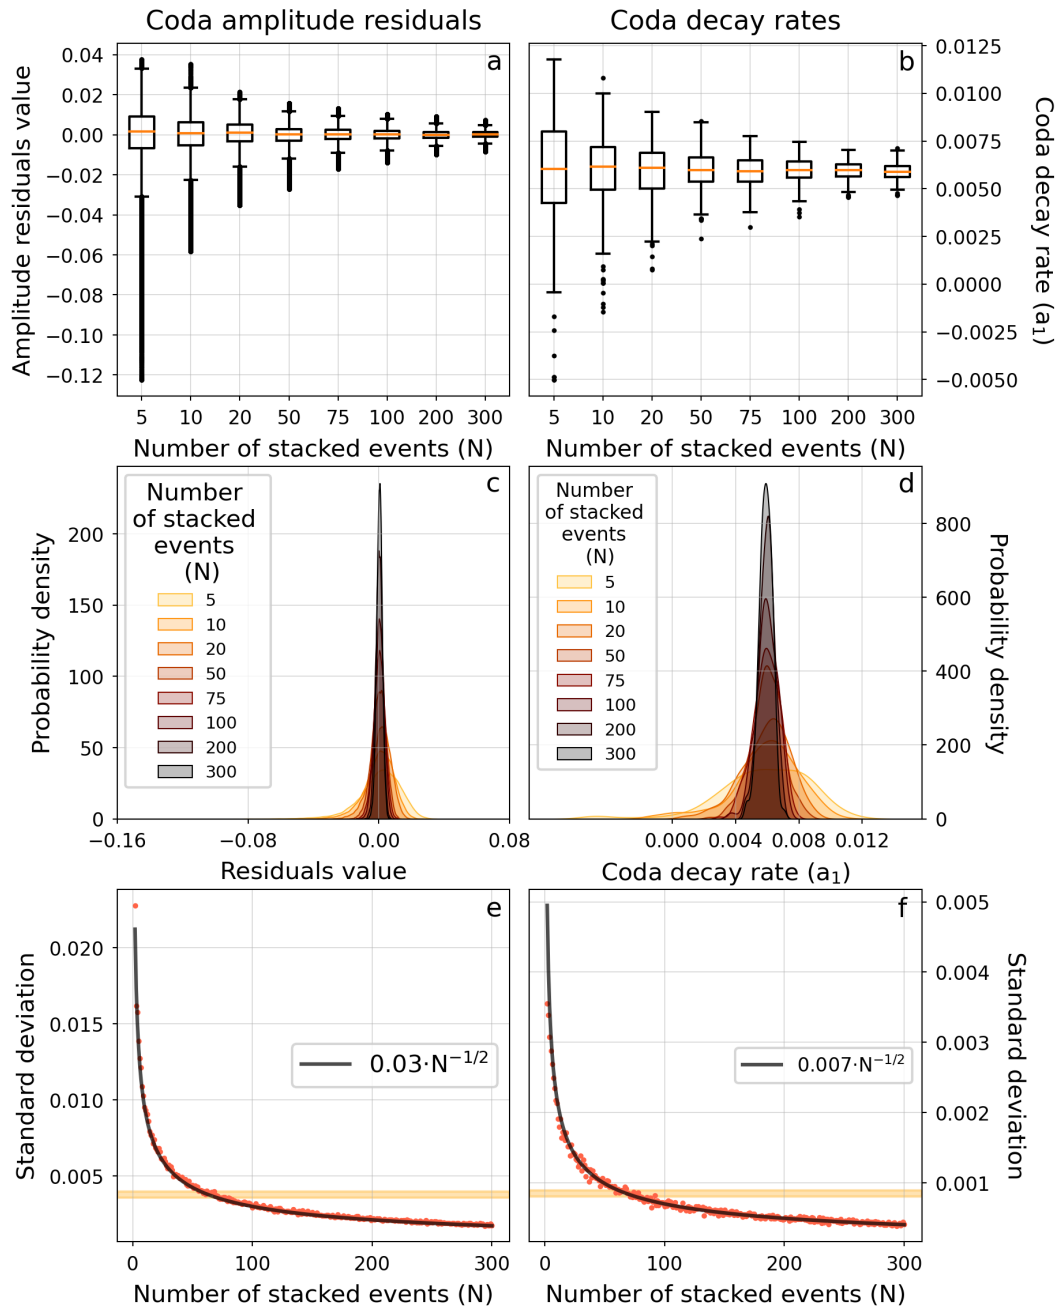 Coda amplitude residuals
Coda decay rates
a
0.04
0.02
0.00
−0.02
−0.04
−0.06
−0.08
−0.10
−0.12
Amplitude residuals value
5 10 20 50 75 100 200 300
Number of stacked events (N)
b
0.0125
0.0100
0.0075
0.0050
0.0025
0.0000
−0.0025
−0.0050
Coda decay rate (a₁)
5 10 20 50 75 100 200 300
Number of stacked events (N)
c
Number
of stacked
events
(N)
5
10
20
50
75
100
200
300
200
150
100
50
0
Probability density
−0.16 −0.08 0.00 0.08
Residuals value
d
Number
of stacked
events
(N)
5
10
20
50
75
100
200
300
800
600
400
200
0
Probability density
0.000 0.004 0.008 0.012
Coda decay rate (a₁)
e
0.020
0.015
0.010
0.005
Standard deviation
0.03·N⁻¹ᐟ²
0 100 200 300
Number of stacked events (N)
f
0.005
0.004
0.003
0.002
0.001
Standard deviation
0.007·N⁻¹ᐟ²
0 100 200 300
Number of stacked events (N)